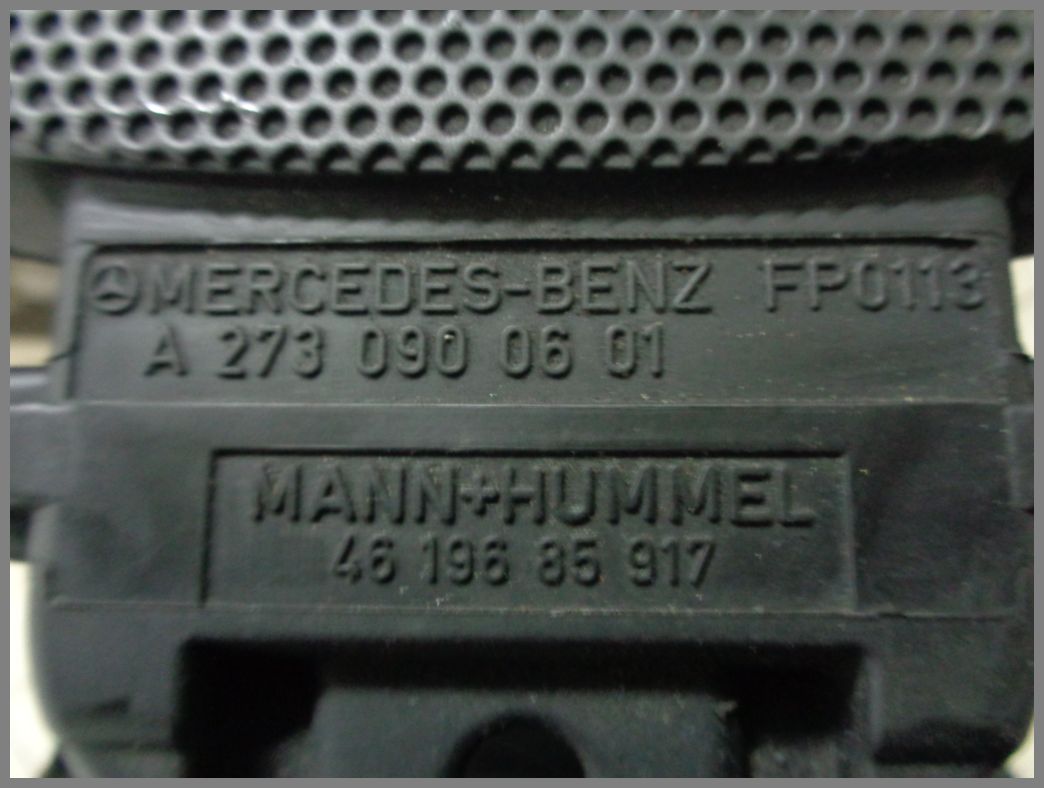 MERCEDES-BENZ FP0113
A 273 090 06 01
MANN+HUMMEL
46 196 85 917